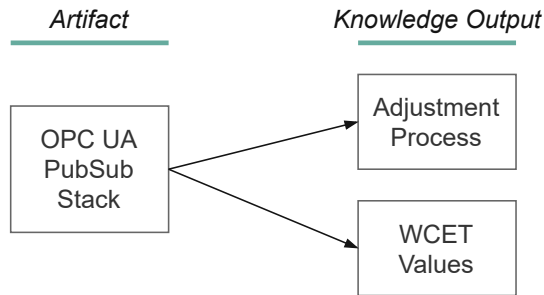 Artifact
Knowledge Output
OPC UA
PubSub
Stack
Adjustment
Process
WCET
Values